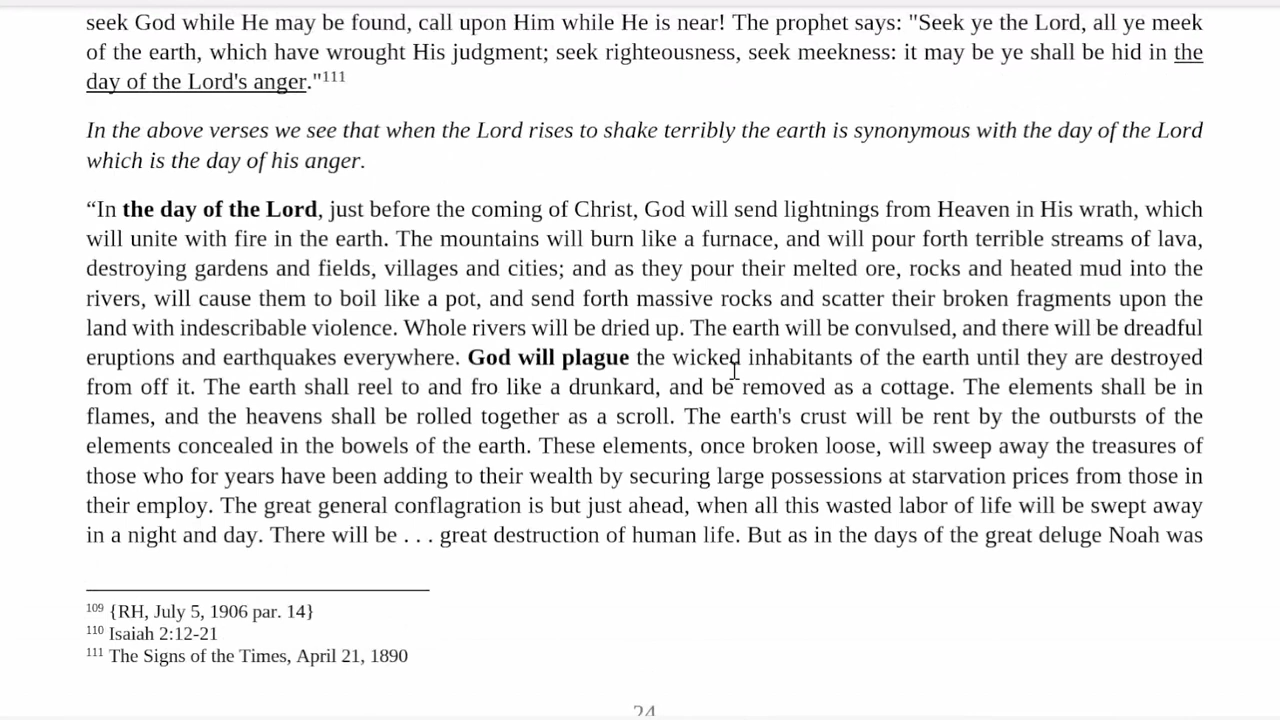 seek God while He may be found, call upon Him while He is near! The prophet says: "Seek ye the Lord, all ye meek
of the earth, which have wrought His judgment; seek righteousness, seek meekness: it may be ye shall be hid in the
day of the Lord's anger."111
In the above verses we see that when the Lord rises to shake terribly the earth is synonymous with the day of the Lord
which is the day of his anger.
“In the day of the Lord, just before the coming of Christ, God will send lightnings from Heaven in His wrath, which
will unite with fire in the earth. The mountains will burn like a furnace, and will pour forth terrible streams of lava,
destroying gardens and fields, villages and cities; and as they pour their melted ore, rocks and heated mud into the
rivers, will cause them to boil like a pot, and send forth massive rocks and scatter their broken fragments upon the
land with indescribable violence. Whole rivers will be dried up. The earth will be convulsed, and there will be dreadful
eruptions and earthquakes everywhere. God will plague the wicked inhabitants of the earth until they are destroyed
from off it. The earth shall reel to and fro like a drunkard, and be removed as a cottage. The elements shall be in
flames, and the heavens shall be rolled together as a scroll. The earth's crust will be rent by the outbursts of the
elements concealed in the bowels of the earth. These elements, once broken loose, will sweep away the treasures of
those who for years have been adding to their wealth by securing large possessions at starvation prices from those in
their employ. The great general conflagration is but just ahead, when all this wasted labor of life will be swept away
in a night and day. There will be . . . great destruction of human life. But as in the days of the great deluge Noah was
109 {RH, July 5, 1906 par. 14}
110 Isaiah 2:12-21
111 The Signs of the Times, April 21, 1890
24